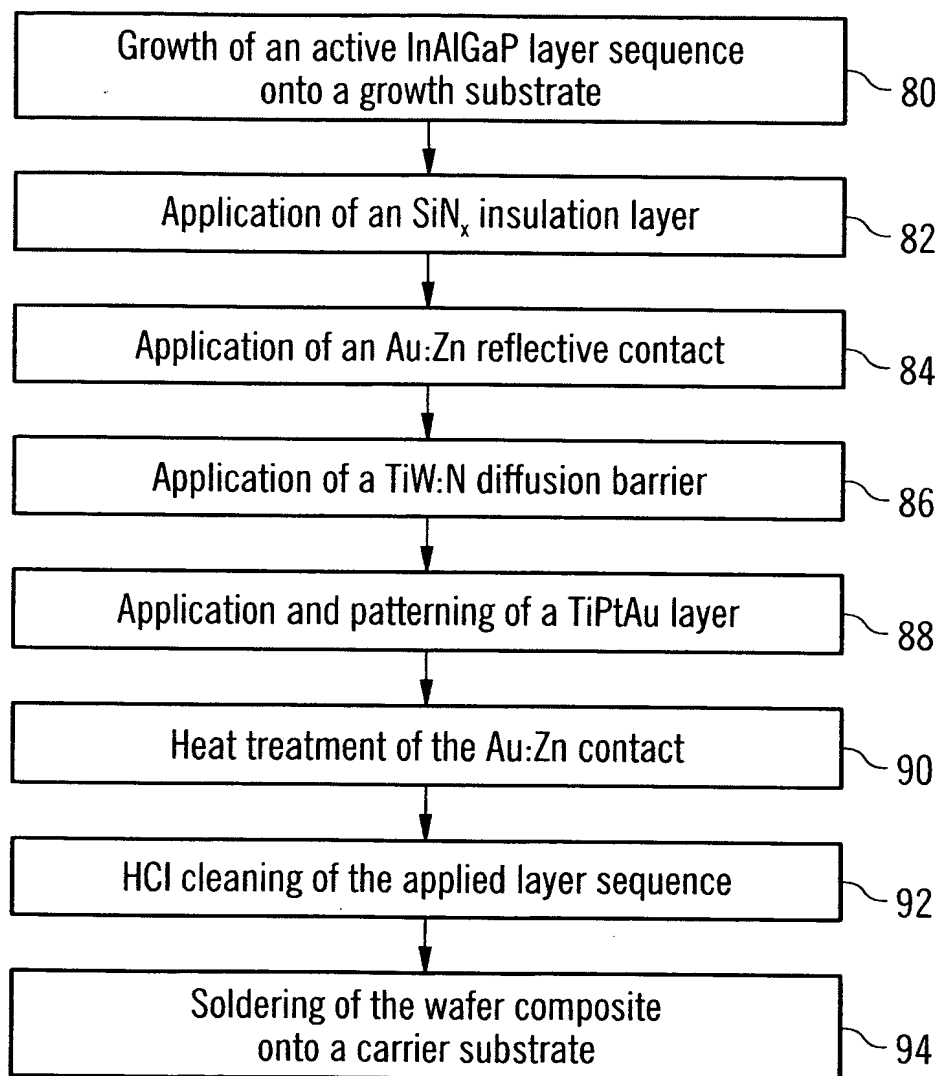 Growth of an active InAlGaP layer sequence
onto a growth substrate
80
Application of an SiNₓ insulation layer
82
Application of an Au:Zn reflective contact
84
Application of a TiW:N diffusion barrier
86
Application and patterning of a TiPtAu layer
88
Heat treatment of the Au:Zn contact
90
HCl cleaning of the applied layer sequence
92
Soldering of the wafer composite
onto a carrier substrate
94